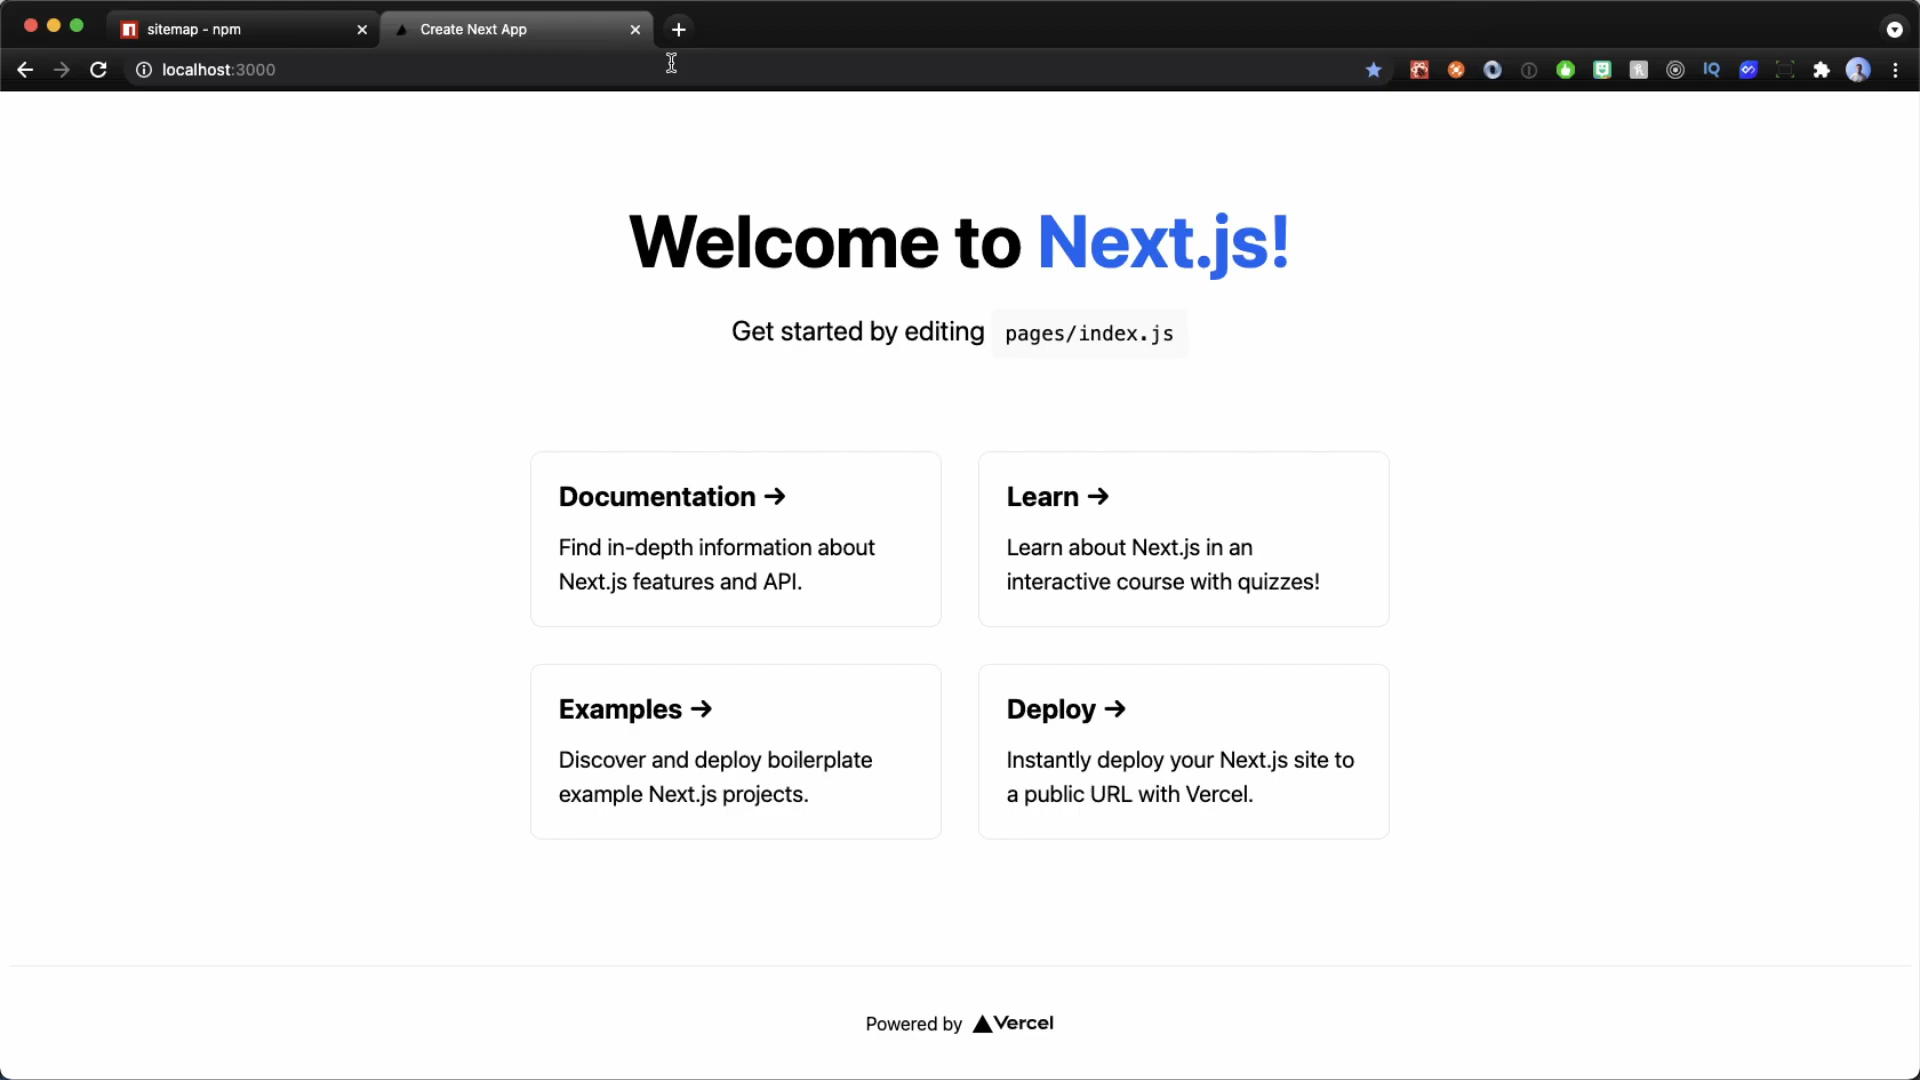 sitemap - npm
Create Next App
localhost:3000
IQ
Welcome to Next.js!
Get started by editing pages/index.js
Documentation →
Find in-depth information about
Next.js features and API.
Learn →
Learn about Next.js in an
interactive course with quizzes!
Examples →
Discover and deploy boilerplate
example Next.js projects.
Deploy →
Instantly deploy your Next.js site to
a public URL with Vercel.
Powered by Vercel